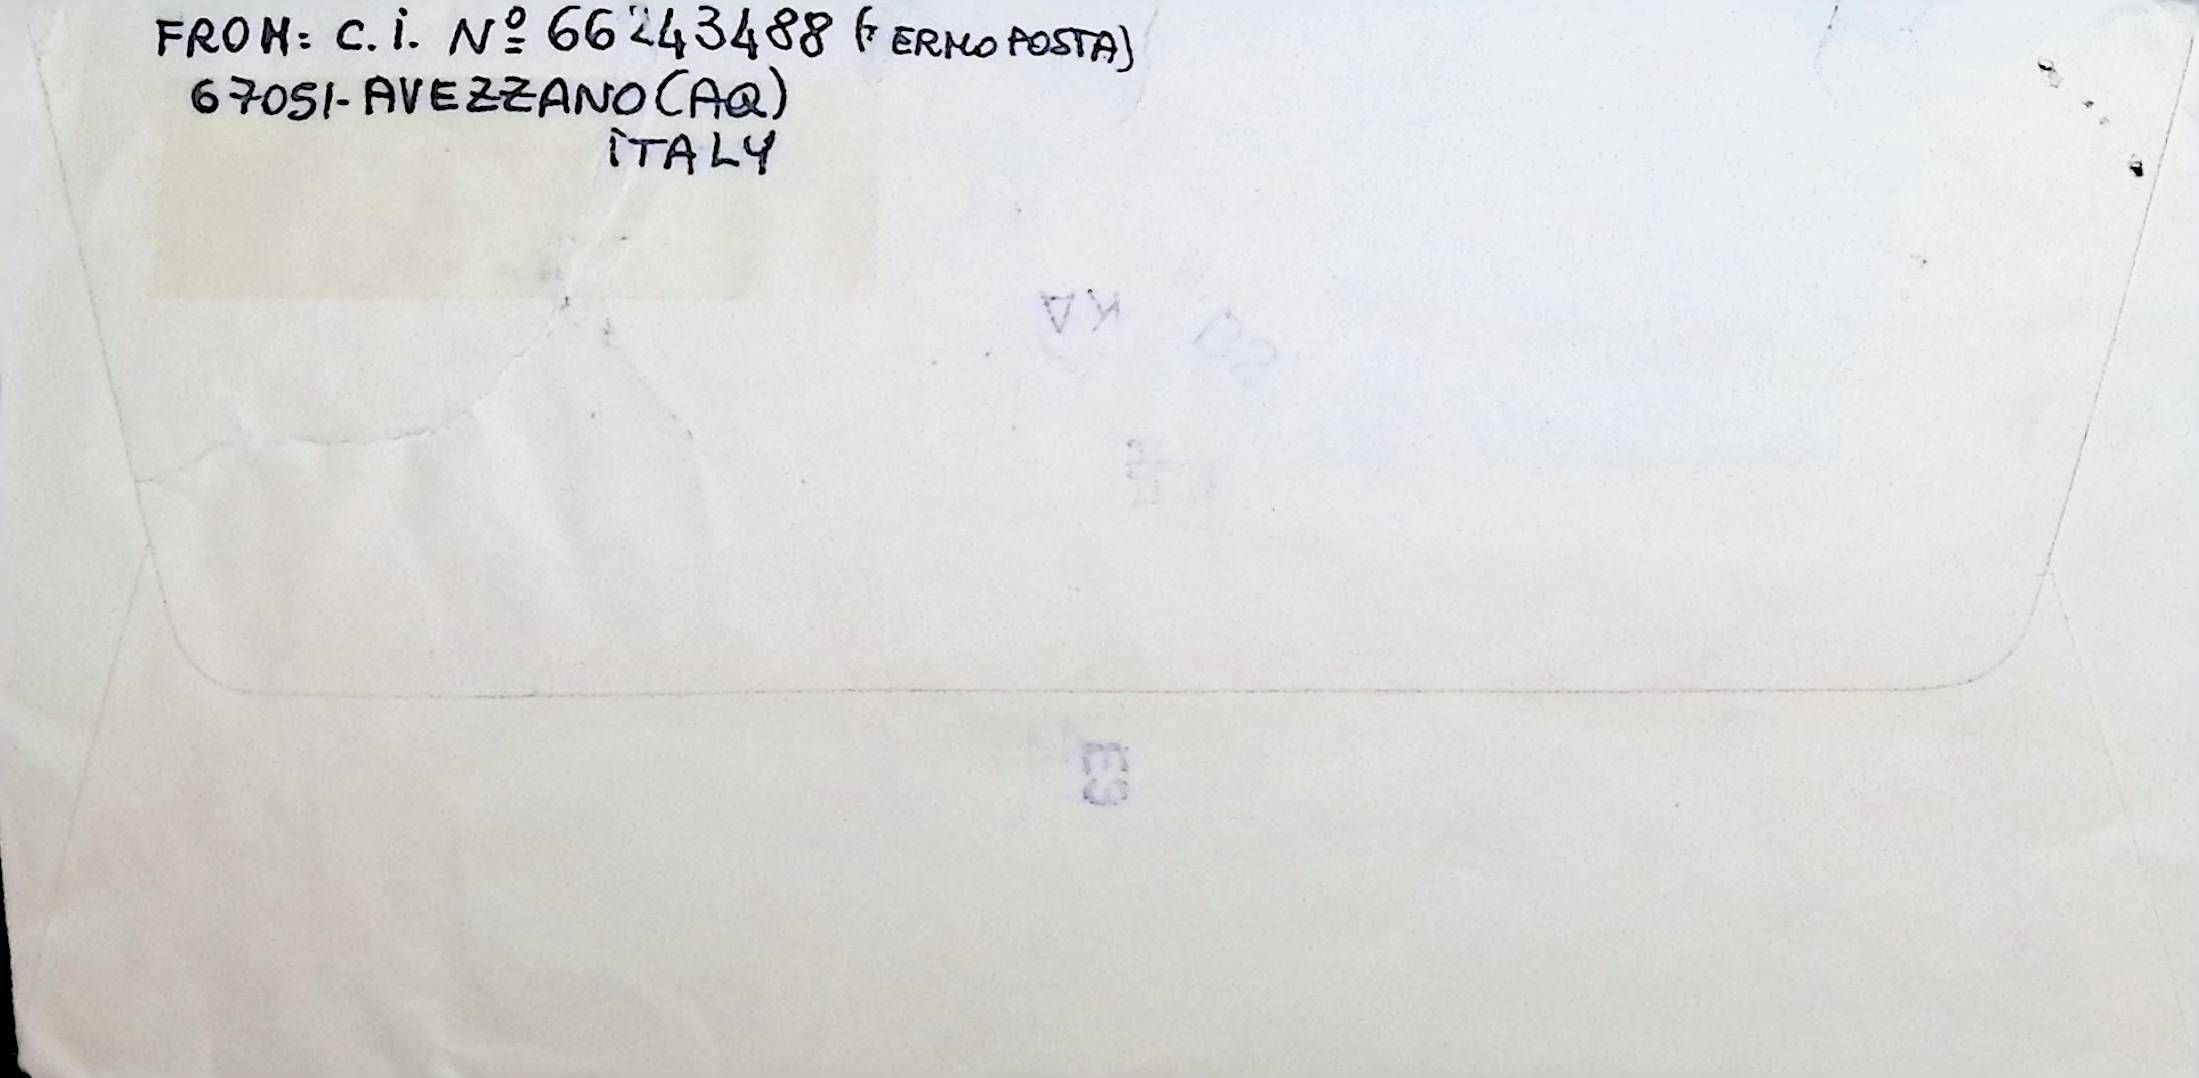 FROM: C.i. Nº 66243488 (FERMO POSTA)
67051-AVEZZANO(AQ)
iTALY